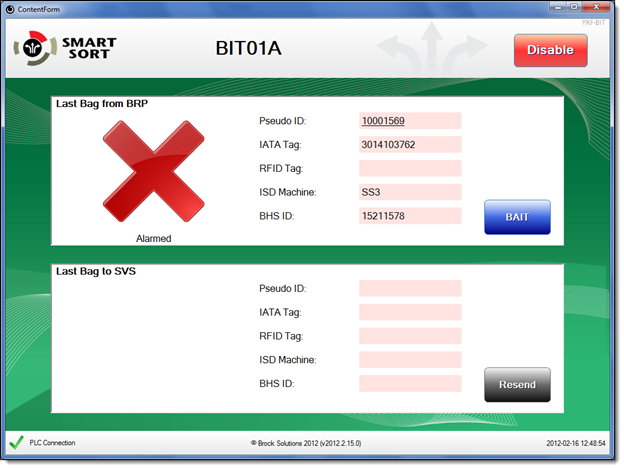 ContentForm
YKF-BIT
SMART
SORT
BIT01A
Disable
Last Bag from BRP
Pseudo ID: 10001569
IATA Tag: 3014103762
RFID Tag:
ISD Machine: SS3
BHS ID: 15211578
BAIT
Alarmed
Last Bag to SVS
Pseudo ID:
IATA Tag:
RFID Tag:
ISD Machine:
BHS ID:
Resend
PLC Connection
® Brock Solutions 2012 (v2012.2.15.0)
2012-02-16 12:48:54